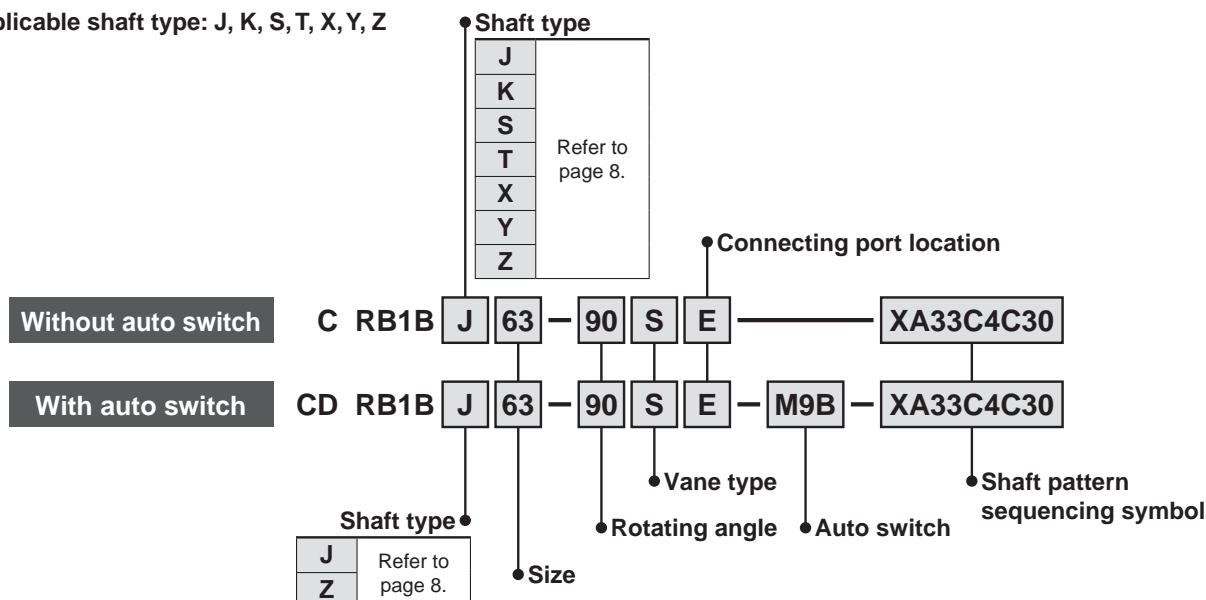 plicable shaft type: J, K, S, T, X, Y, Z
Shaft type
J
K
S
T
X
Y
Z
Refer to
page 8.
Connecting port location
Without auto switch C RB1B J 63 — 90 S E — XA33C4C30
With auto switch CD RB1B J 63 — 90 S E — M9B — XA33C4C30
Vane type
Shaft pattern
sequencing symbol
Shaft type
Rotating angle
Auto switch
J
Z
Refer to
page 8.
Size